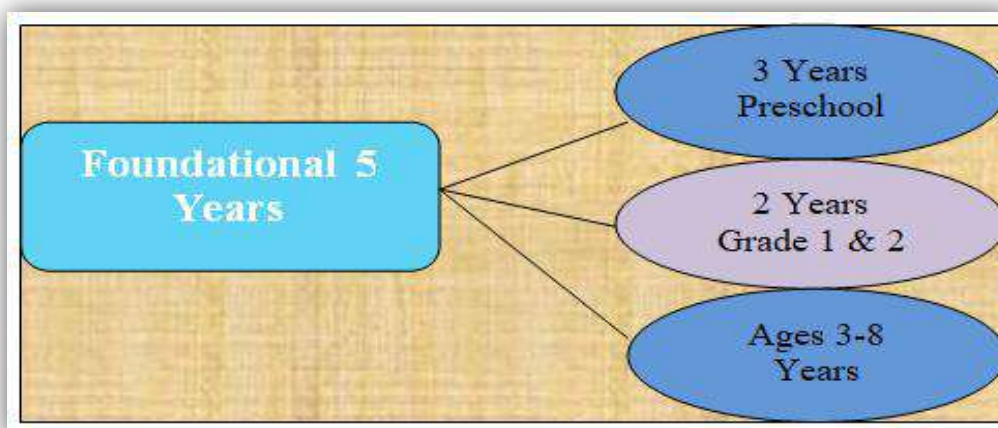 Foundational 5
Years
3 Years
Preschool
2 Years
Grade 1 & 2
Ages 3-8
Years